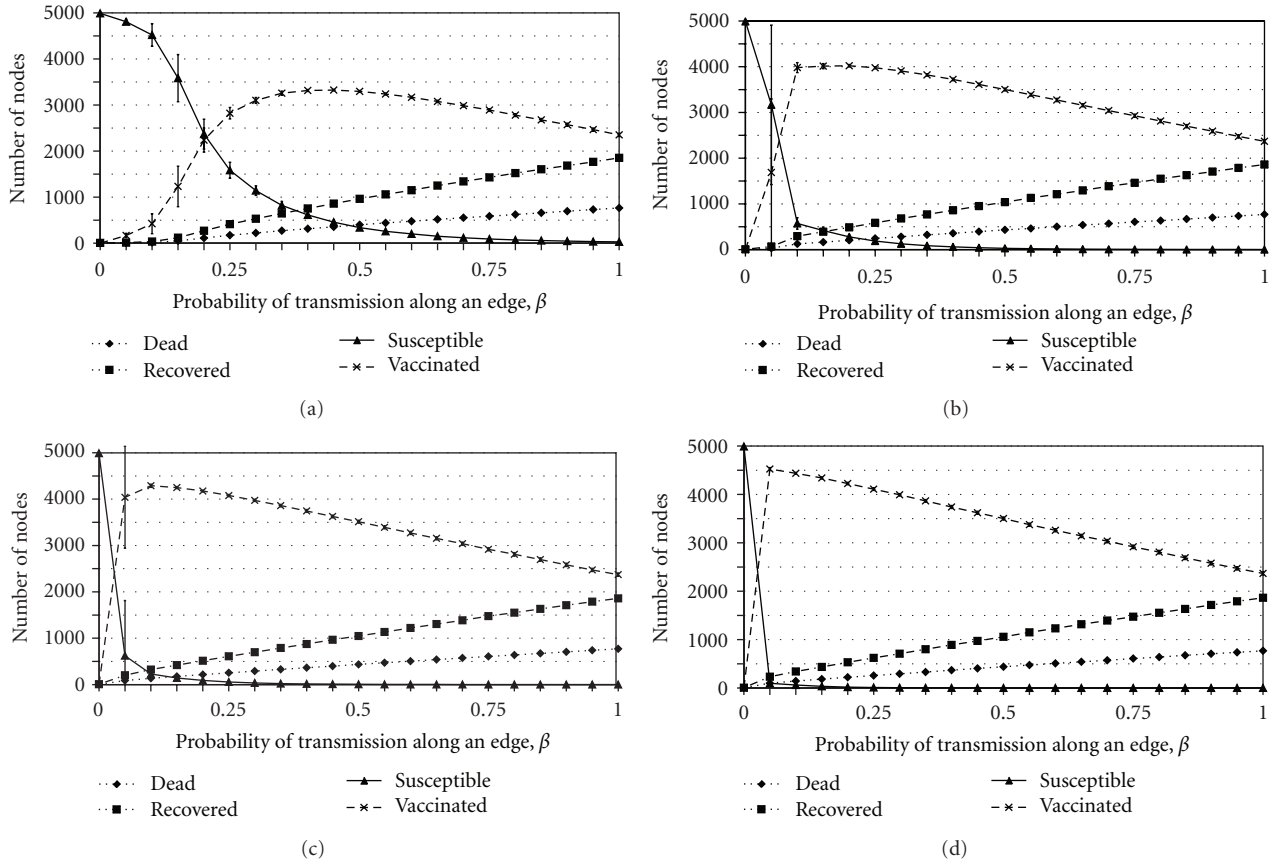 5000
4000
3000
2000
1000
0
Number of nodes
0 0.25 0.5 0.75 1
Probability of transmission along an edge, β
Dead Susceptible
Recovered Vaccinated
(a)
5000
4000
3000
2000
1000
0
Number of nodes
0 0.25 0.5 0.75 1
Probability of transmission along an edge, β
Dead Susceptible
Recovered Vaccinated
(b)
5000
4000
3000
2000
1000
0
Number of nodes
0 0.25 0.5 0.75 1
Probability of transmission along an edge, β
Dead Susceptible
Recovered Vaccinated
(c)
5000
4000
3000
2000
1000
0
Number of nodes
0 0.25 0.5 0.75 1
Probability of transmission along an edge, β
Dead Susceptible
Recovered Vaccinated
(d)